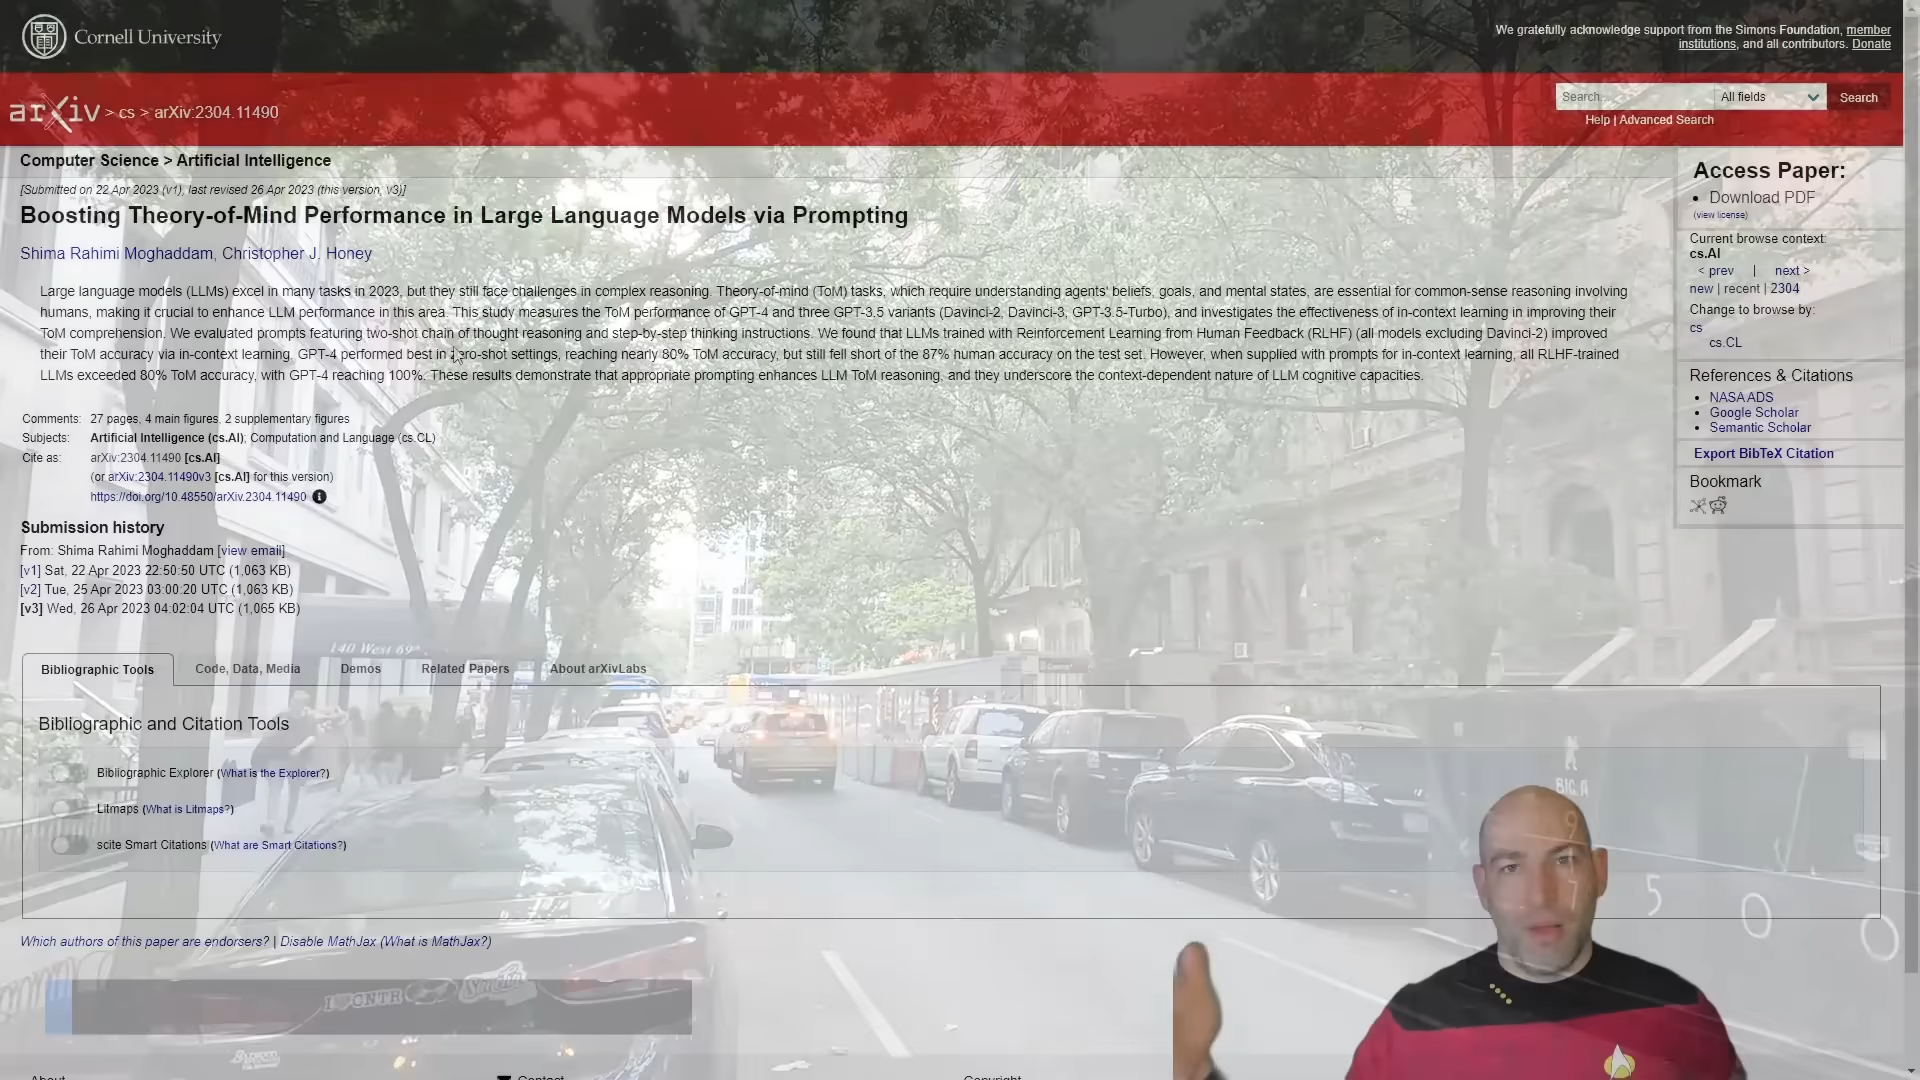 Cornell University
We gratefully acknowledge support from the Simons Foundation, member
institutions, and all contributors. Donate
arXiv > cs > arXiv:2304.11490
Search...
All fields
Search
Help | Advanced Search
Computer Science > Artificial Intelligence
[Submitted on 22 Apr 2023 (v1), last revised 26 Apr 2023 (this version, v3)]
Boosting Theory-of-Mind Performance in Large Language Models via Prompting
Shima Rahimi Moghaddam, Christopher J. Honey
Large language models (LLMs) excel in many tasks in 2023, but they still face challenges in complex reasoning. Theory-of-mind (ToM) tasks, which require understanding agents' beliefs, goals, and mental states, are essential for common-sense reasoning involving
humans, making it crucial to enhance LLM performance in this area. This study measures the ToM performance of GPT-4 and three GPT-3.5 variants (Davinci-2, Davinci-3, GPT-3.5-Turbo), and investigates the effectiveness of in-context learning in improving their
ToM comprehension. We evaluated prompts featuring two-shot chain of thought reasoning and step-by-step thinking instructions. We found that LLMs trained with Reinforcement Learning from Human Feedback (RLHF) (all models excluding Davinci-2) improved
their ToM accuracy via in-context learning. GPT-4 performed best in zero-shot settings, reaching nearly 80% ToM accuracy, but still fell short of the 87% human accuracy on the test set. However, when supplied with prompts for in-context learning, all RLHF-trained
LLMs exceeded 80% ToM accuracy, with GPT-4 reaching 100%. These results demonstrate that appropriate prompting enhances LLM ToM reasoning, and they underscore the context-dependent nature of LLM cognitive capacities.
Comments: 27 pages, 4 main figures, 2 supplementary figures
Subjects: Artificial Intelligence (cs.AI); Computation and Language (cs.CL)
Cite as: arXiv:2304.11490 [cs.AI]
(or arXiv:2304.11490v3 [cs.AI] for this version)
https://doi.org/10.48550/arXiv.2304.11490
Submission history
From: Shima Rahimi Moghaddam [view email]
[v1] Sat, 22 Apr 2023 22:50:50 UTC (1,063 KB)
[v2] Tue, 25 Apr 2023 03:00:20 UTC (1,063 KB)
[v3] Wed, 26 Apr 2023 04:02:04 UTC (1,065 KB)
140 West 69th
Bibliographic Tools
Code, Data, Media
Demos
Related Papers
About arXivLabs
Bibliographic and Citation Tools
Bibliographic Explorer (What is the Explorer?)
Litmaps (What is Litmaps?)
scite Smart Citations (What are Smart Citations?)
Which authors of this paper are endorsers? | Disable MathJax (What is MathJax?)
Access Paper:
Download PDF
(view license)
Current browse context:
cs.AI
< prev | next >
new | recent | 2304
Change to browse by:
cs
cs.CL
References & Citations
NASA ADS
Google Scholar
Semantic Scholar
Export BibTeX Citation
Bookmark
9
7
5 0 0
About
Contact
Copyright